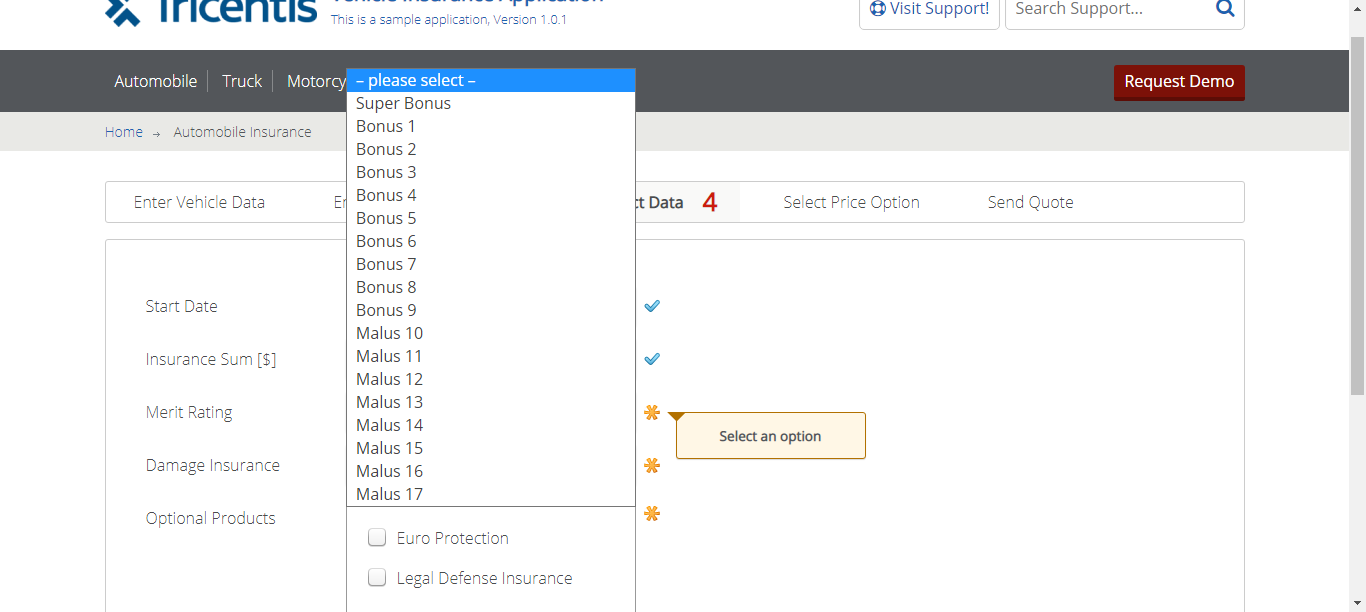 Tricentis
Vehicle Insurance Application
This is a sample application, Version 1.0.1
Visit Support!
Search Support...
Automobile
Truck
Motorcy
Request Demo
Home → Automobile Insurance
Enter Vehicle Data
Er
ct Data 4
Select Price Option
Send Quote
– please select –
Super Bonus
Bonus 1
Bonus 2
Bonus 3
Bonus 4
Bonus 5
Bonus 6
Bonus 7
Bonus 8
Bonus 9
Malus 10
Malus 11
Malus 12
Malus 13
Malus 14
Malus 15
Malus 16
Malus 17
Start Date
Insurance Sum [$]
Merit Rating
Select an option
Damage Insurance
Optional Products
Euro Protection
Legal Defense Insurance